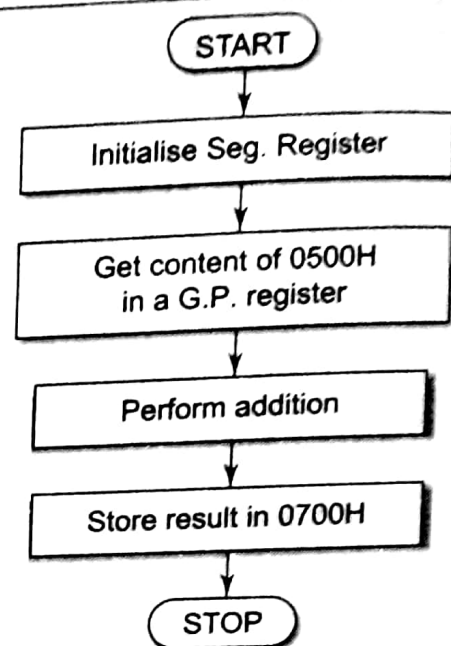 START
Initialise Seg. Register
Get content of 0500H
in a G.P. register
Perform addition
Store result in 0700H
STOP